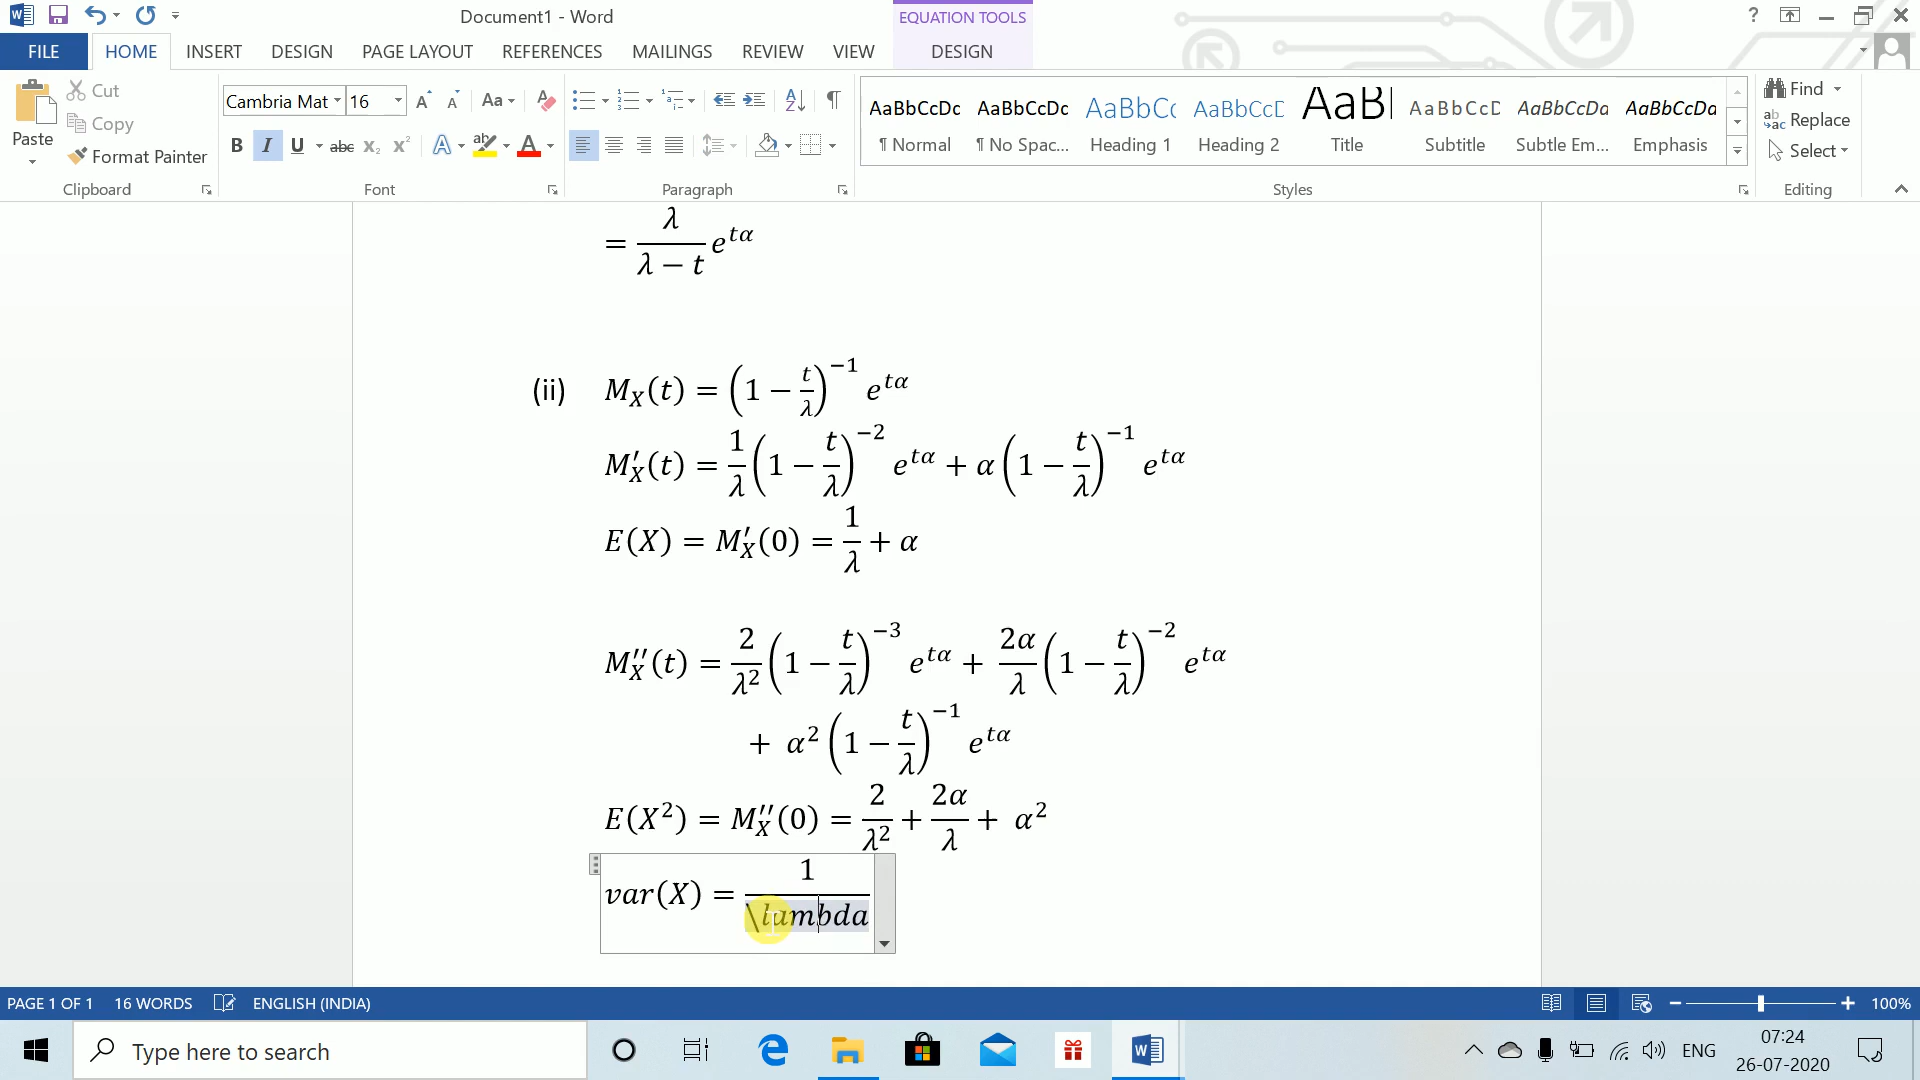 Document1 - Word
EQUATION TOOLS
FILE HOME INSERT DESIGN PAGE LAYOUT REFERENCES MAILINGS REVIEW VIEW DESIGN
Cut
Copy
Format Painter
Paste
Cambria Mat 16
Clipboard Font Paragraph Styles Editing
AaBbCcDc AaBbCcDc AaBbCc AaBbCcD AaB AaBbCcD AaBbCcDa AaBbCcDa
¶ Normal ¶ No Spac... Heading 1 Heading 2 Title Subtitle Subtle Em... Emphasis
Find
Replace
Select
= λ/(λ − t) e^{tα}
(ii) M_X(t) = (1 − t/λ)^{−1} e^{tα}
M′_X(t) = 1/λ (1 − t/λ)^{−2} e^{tα} + α (1 − t/λ)^{−1} e^{tα}
E(X) = M′_X(0) = 1/λ + α
M′′_X(t) = 2/λ² (1 − t/λ)^{−3} e^{tα} + 2α/λ (1 − t/λ)^{−2} e^{tα}
+ α² (1 − t/λ)^{−1} e^{tα}
E(X²) = M′′_X(0) = 2/λ² + 2α/λ + α²
var(X) = 1/\lambda
PAGE 1 OF 1 16 WORDS ENGLISH (INDIA) 100%
Type here to search
ENG
07:24
26-07-2020